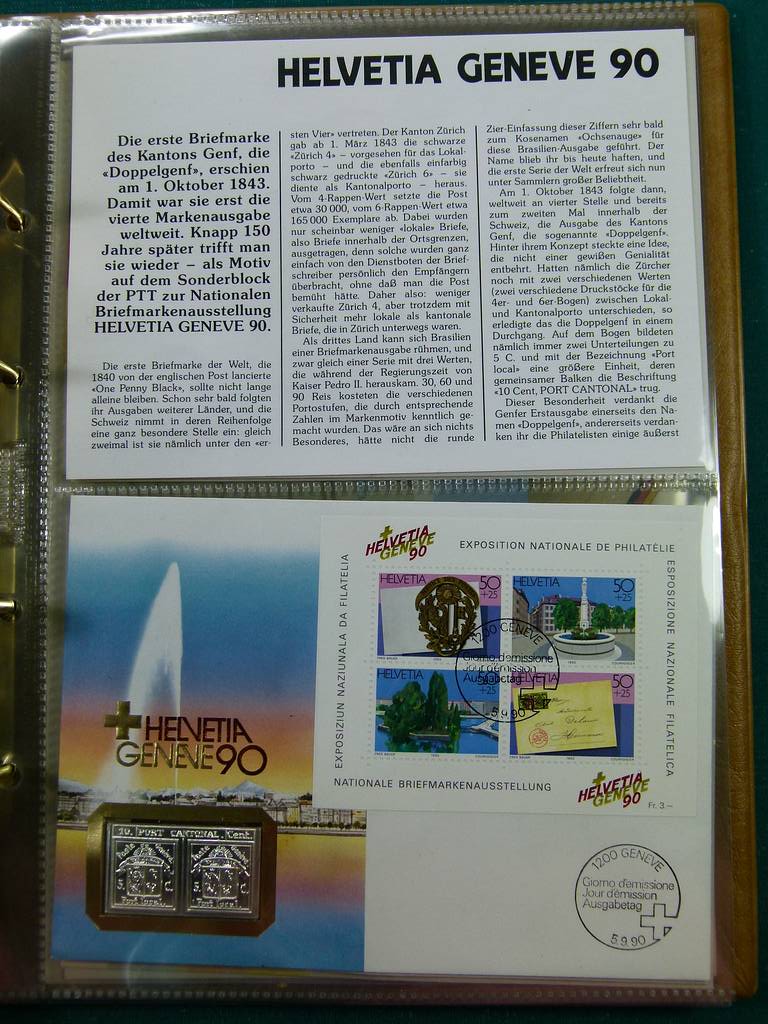 HELVETIA GENEVE 90
Die erste Briefmarke
des Kantons Genf, die
«Doppelgenf», erschien
am 1. Oktober 1843.
Damit war sie erst die
vierte Markenausgabe
weltweit. Knapp 150
Jahre später trifft man
sie wieder – als Motiv
auf dem Sonderblock
der PTT zur Nationalen
Briefmarkenausstellung
HELVETIA GENEVE 90.
Die erste Briefmarke der Welt, die
1840 von der englischen Post lancierte
«One Penny Black», sollte nicht lange
alleine bleiben. Schon sehr bald folgten
ihr Ausgaben weiterer Länder, und die
Schweiz nimmt in deren Reihenfolge
eine ganz besondere Stelle ein: gleich
zweimal ist sie nämlich unter den «er-
sten Vier» vertreten. Der Kanton Zürich
gab ab 1. März 1843 die schwarze
«Zürich 4» – vorgesehen für das Lokal-
porto – und die ebenfalls einfarbig
schwarz gedruckte «Zürich 6» – sie
diente als Kantonalporto – heraus.
Vom 4-Rappen-Wert setzte die Post
etwa 30 000, vom 6-Rappen-Wert etwa
165 000 Exemplare ab. Dabei wurden
nur scheinbar weniger «lokale» Briefe,
also Briefe innerhalb der Ortsgrenzen,
ausgetragen, denn solche wurden ganz
einfach von den Dienstboten der Brief-
schreiber persönlich den Empfängern
überbracht, ohne daß man die Post
bemüht hätte. Daher also: weniger
verkaufte Zürich 4, aber trotzdem mit
Sicherheit mehr lokale als kantonale
Briefe, die in Zürich unterwegs waren.
Als drittes Land kann sich Brasilien
einer Briefmarkenausgabe rühmen, und
zwar gleich einer Serie mit drei Werten,
die während der Regierungszeit von
Kaiser Pedro II. herauskam. 30, 60 und
90 Reis kosteten die verschiedenen
Portostufen, die durch entsprechende
Zahlen im Markenmotiv kenntlich ge-
macht wurden. Das wäre an sich nichts
Besonderes, hätte nicht die runde
Zier-Einfassung dieser Ziffern sehr bald
zum Kosenamen «Ochsenauge» für
diese Brasilien-Ausgabe geführt. Der
Name blieb ihr bis heute haften, und
die erste Serie der Welt erfreut sich nun
unter Sammlern großer Beliebtheit.
Am 1. Oktober 1843 folgte dann,
weltweit an vierter Stelle und bereits
zum zweiten Mal innerhalb der
Schweiz, die Ausgabe des Kantons
Genf, die sogenannte «Doppelgenf».
Hinter ihrem Konzept steckte eine Idee,
die nicht einer gewißen Genialität
entbehrt. Hatten nämlich die Zürcher
noch mit zwei verschiedenen Werten
(zwei verschiedene Druckstöcke für die
4er- und 6er-Bogen) zwischen Lokal-
und Kantonalporto unterschieden, so
erledigte das die Doppelgenf in einem
Durchgang. Auf dem Bogen bildeten
nämlich immer zwei Unterteilungen zu
5 C. und mit der Bezeichnung «Port
local» eine größere Einheit, deren
gemeinsamer Balken die Beschriftung
«10 Cent, PORT CANTONAL» trug.
Dieser Besonderheit verdankt die
Genfer Erstausgabe einerseits den Na-
men «Doppelgenf», andererseits verdan-
ken ihr die Philatelisten einige äußerst
HELVETIA
GENEVE 90
10. PORT CANTONAL. Cent.
5. C.
Port local.
5. C.
Port local.
HELVETIA
GENEVE
90
EXPOSITION NATIONALE DE PHILATÉLIE
EXPOSIZIUN NAZIUNALA DA FILATELIA
ESPOSIZIONE NAZIONALE FILATELICA
NATIONALE BRIEFMARKENAUSSTELLUNG
HELVETIA 50
+25
HELVETIA 50
+25
1200 GENEVE
Giorno d'emissione
Jour d'émission
Ausgabetag
5.9.90
HELVETIA 50
+25
HELVETIA 50
+25
HELVETIA
GENEVE
90
Fr. 3.–
1200 GENEVE
Giorno d'emissione
Jour d'émission
Ausgabetag
5.9.90